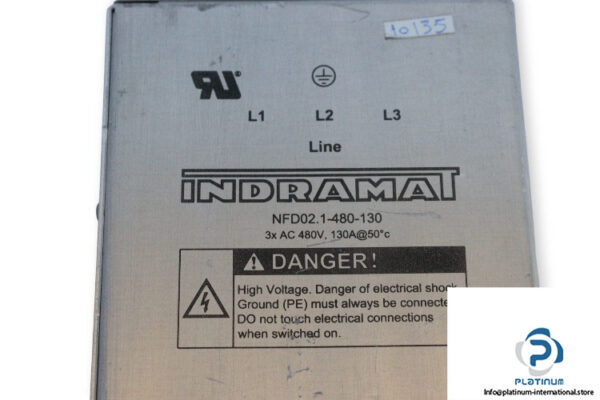 10135
L1 L2 L3
Line
INDRAMAT
NFD02.1-480-130
3x AC 480V, 130A@50°c
DANGER!
High Voltage. Danger of electrical shock
Ground (PE) must always be connecte
DO not touch electrical connections
when switched on.
PLATINUM
https://platinum-international.store